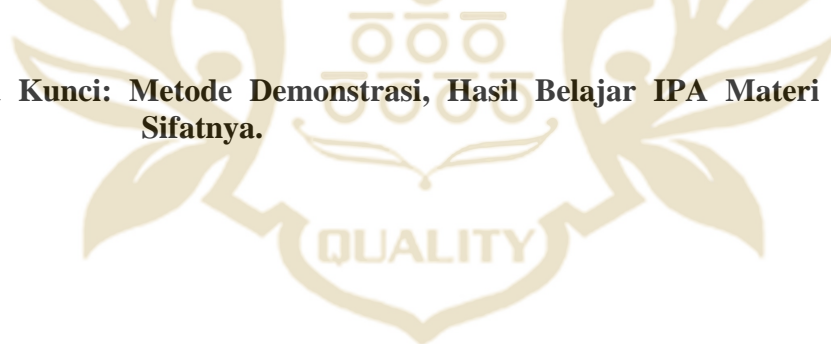 Kunci: Metode Demonstrasi, Hasil Belajar IPA Materi
Sifatnya.
QUALITY